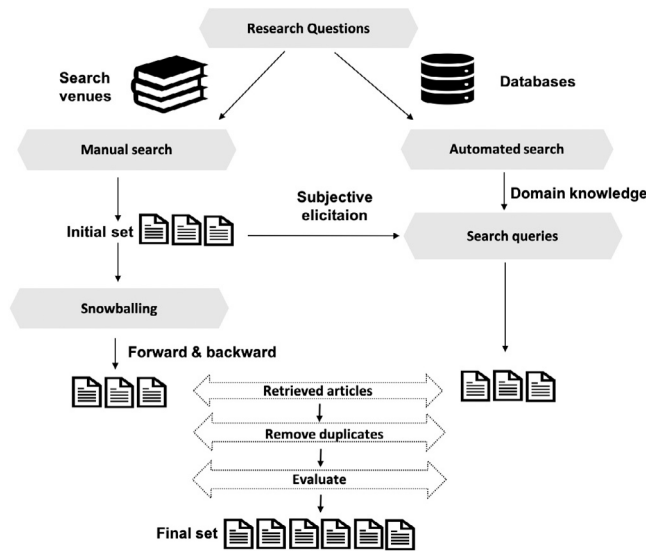 Research Questions
Search
venues
Databases
Manual search
Automated search
Subjective
elicitaion
Domain knowledge
Initial set
Search queries
Snowballing
Forward & backward
Retrieved articles
Remove duplicates
Evaluate
Final set